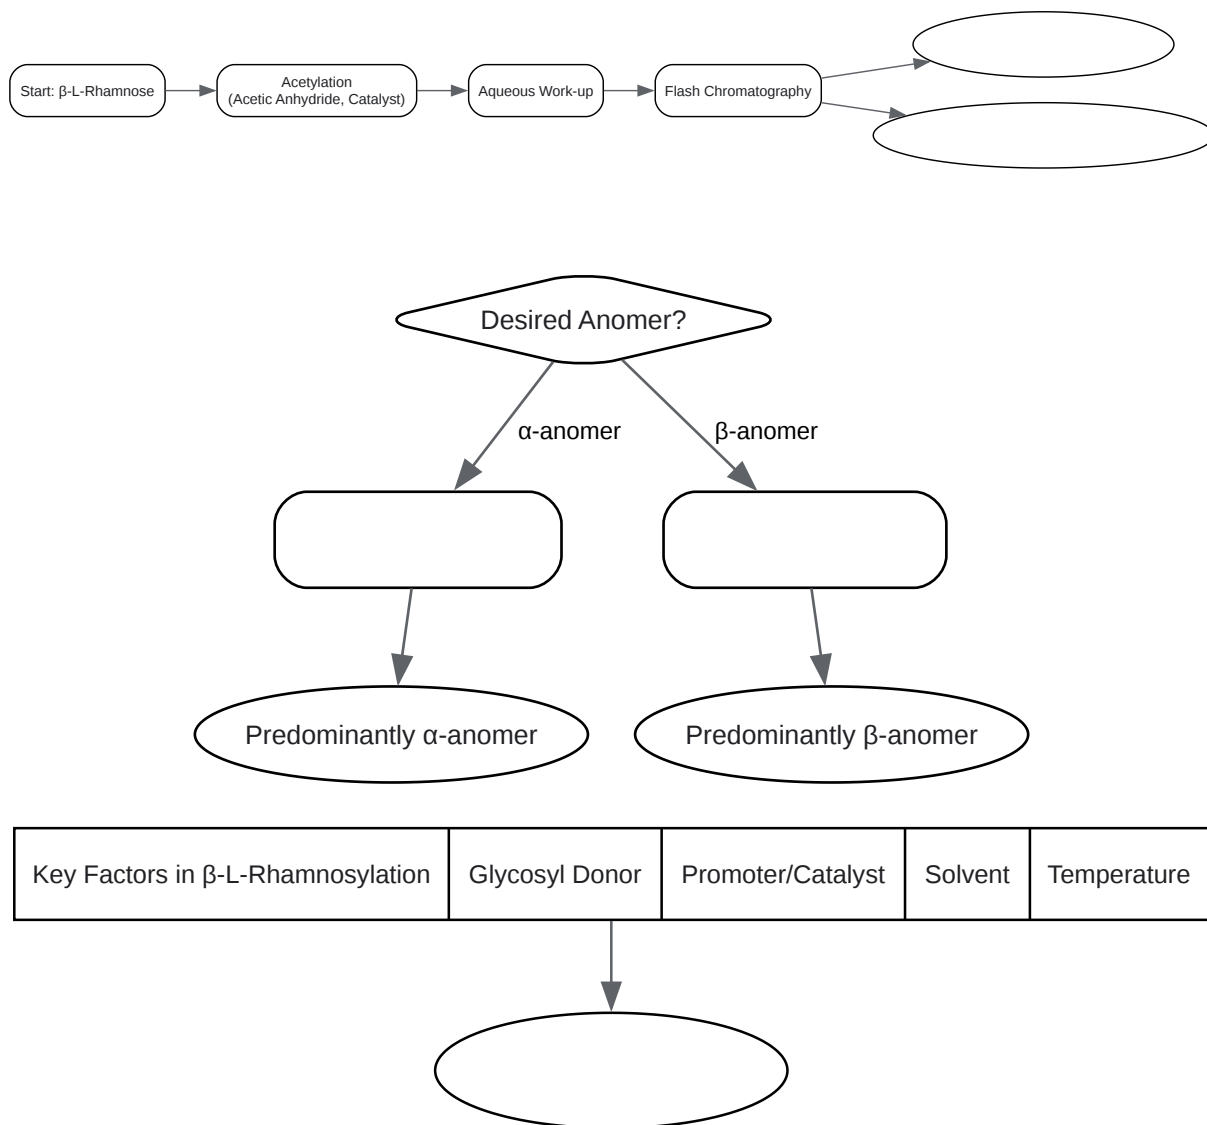 Start: β-L-Rhamnose
Acetylation
(Acetic Anhydride, Catalyst)
Aqueous Work-up
Flash Chromatography
Desired Anomer?
α-anomer
β-anomer
Predominantly α-anomer
Predominantly β-anomer
Key Factors in β-L-Rhamnosylation
Glycosyl Donor
Promoter/Catalyst
Solvent
Temperature